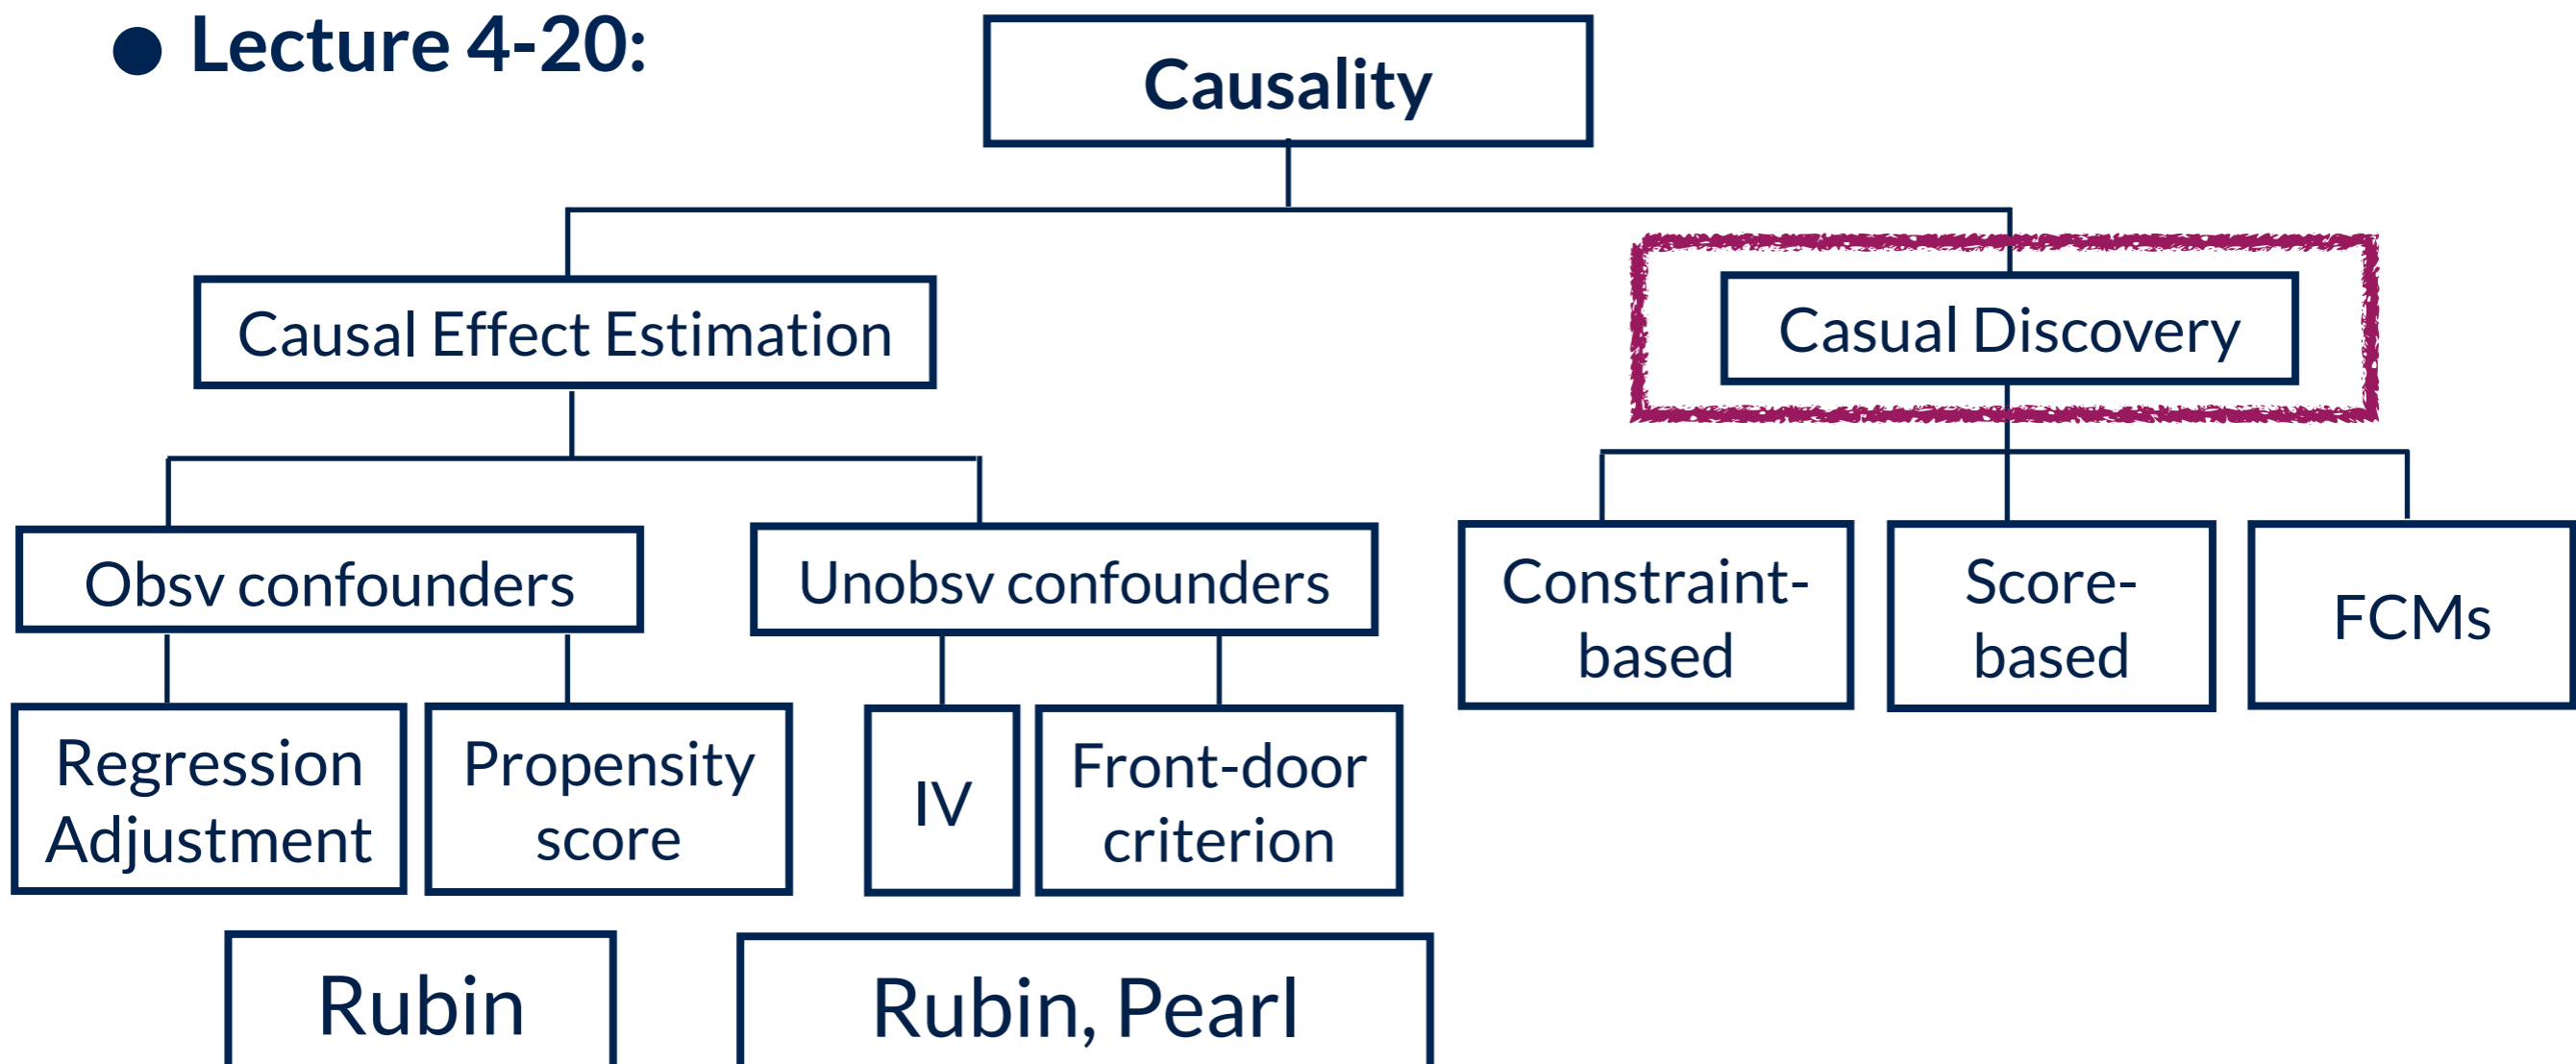 ● Lecture 4-20:
Causality
Causal Effect Estimation
Casual Discovery
Obsv confounders
Unobsv confounders
Constraint-
based
Score-
based
FCMs
Regression
Adjustment
Propensity
score
IV
Front-door
criterion
Rubin
Rubin, Pearl